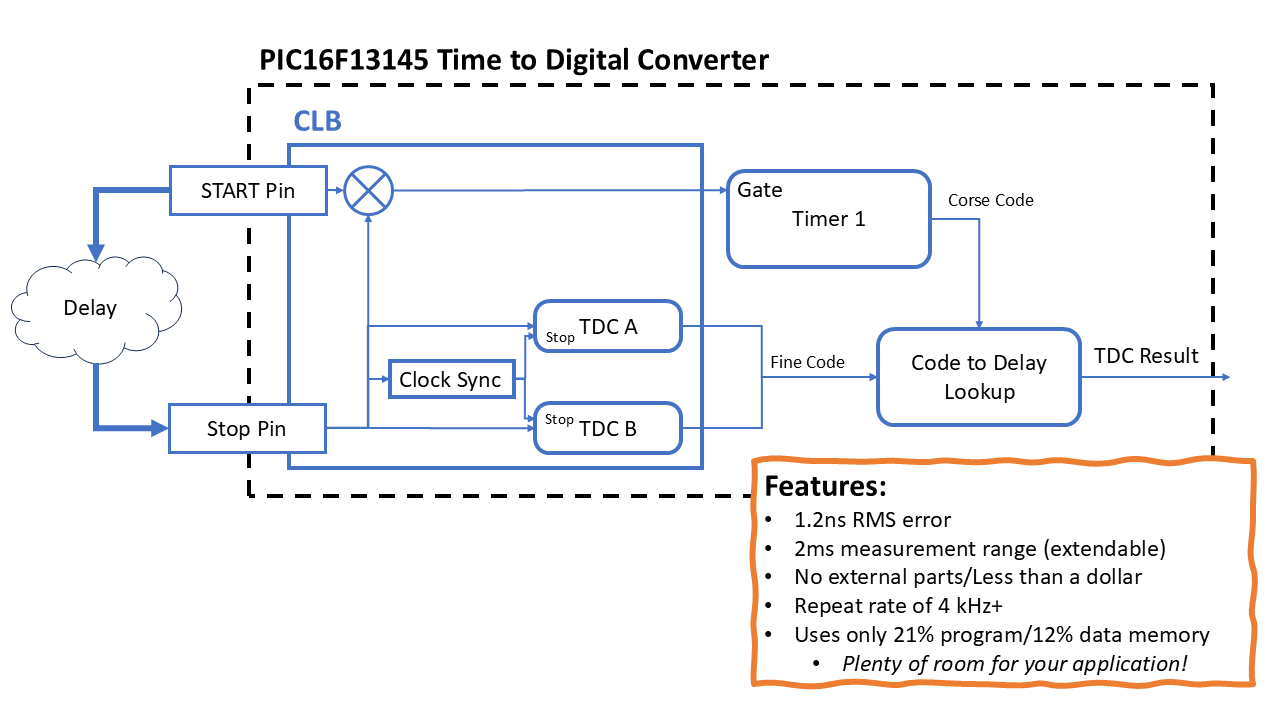 PIC16F13145 Time to Digital Converter
CLB
START Pin
Gate
Timer 1
Corse Code
Delay
TDC A
Stop
Clock Sync
Fine Code
Code to Delay
Lookup
TDC Result
Stop Pin
Stop
TDC B
Features:
• 1.2ns RMS error
• 2ms measurement range (extendable)
• No external parts/Less than a dollar
• Repeat rate of 4 kHz+
• Uses only 21% program/12% data memory
• Plenty of room for your application!